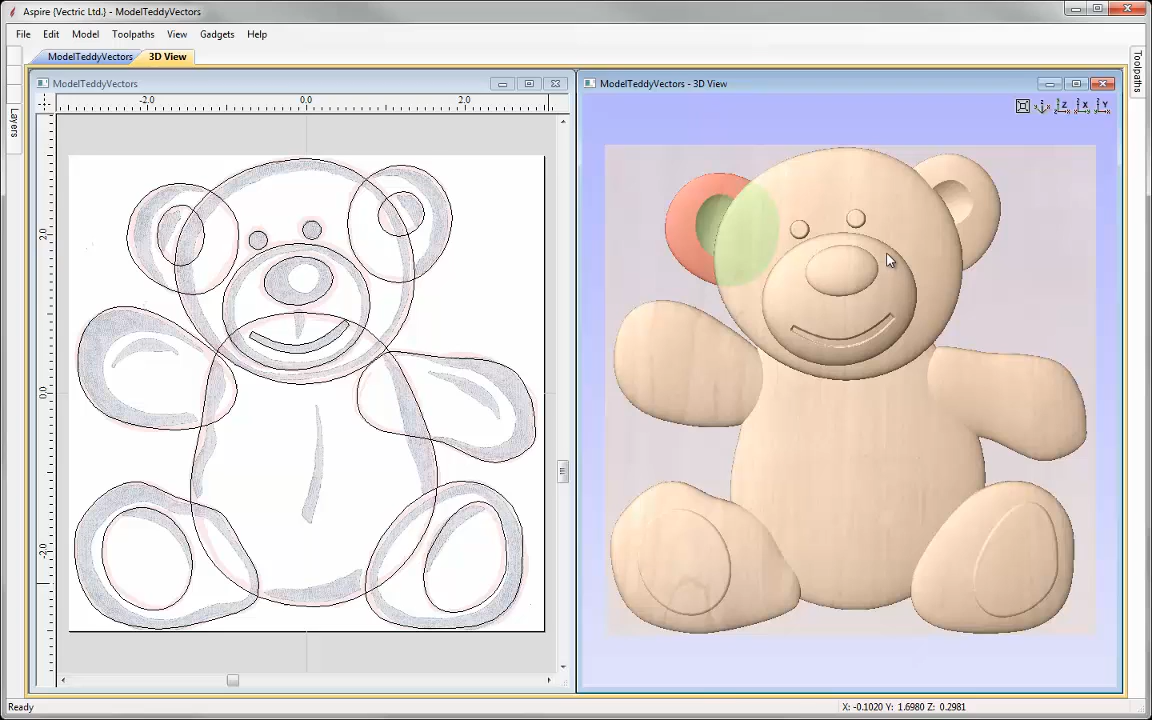 Aspire {Vectric Ltd.} - ModelTeddyVectors
File Edit Model Toolpaths View Gadgets Help
ModelTeddyVectors 3D View
ModelTeddyVectors
ModelTeddyVectors - 3D View
-2.0 0.0 2.0
Z X Y
2.0
0.0
-2.0
Layers
Toolpaths
Ready
X: -0.1020 Y: 1.6980 Z: 0.2981